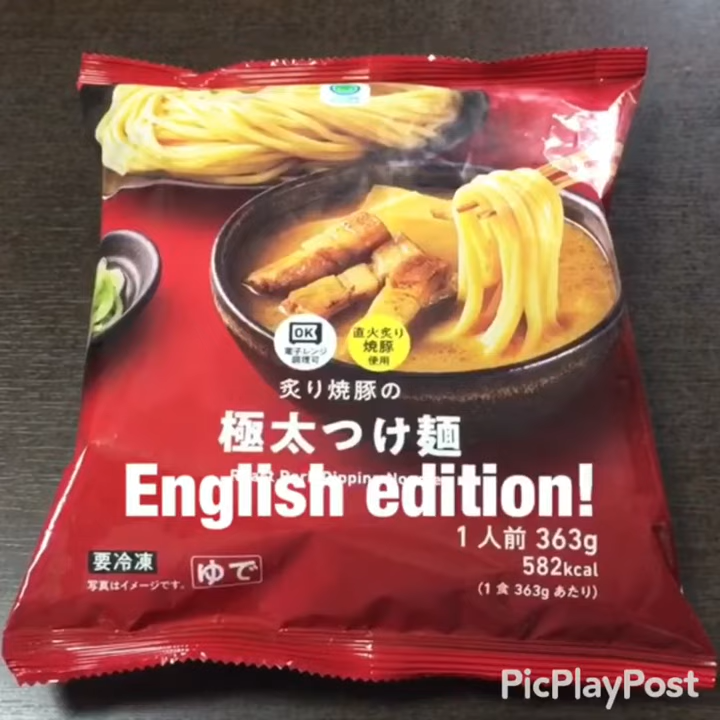 OK
電子レンジ
調理可
直火炙り
焼豚
使用
炙り焼豚の
極太つけ麺
English edition!
1人前 363g
582kcal
(1食 363gあたり)
要冷凍
写真はイメージです。
ゆで
PicPlayPost